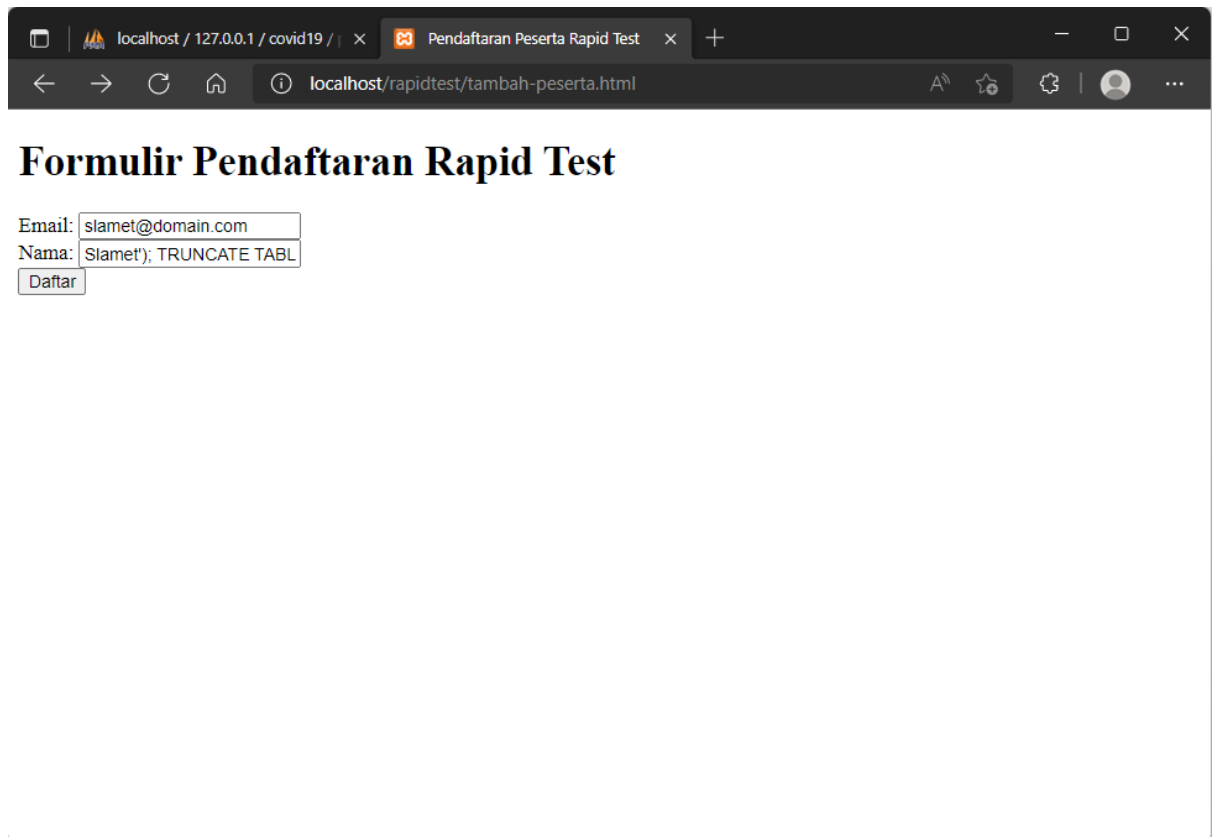 localhost / 127.0.0.1 / covid19 /
Pendaftaran Peserta Rapid Test
localhost/rapidtest/tambah-peserta.html
Formulir Pendaftaran Rapid Test
Email: slamet@domain.com
Nama: Slamet'); TRUNCATE TABL
Daftar